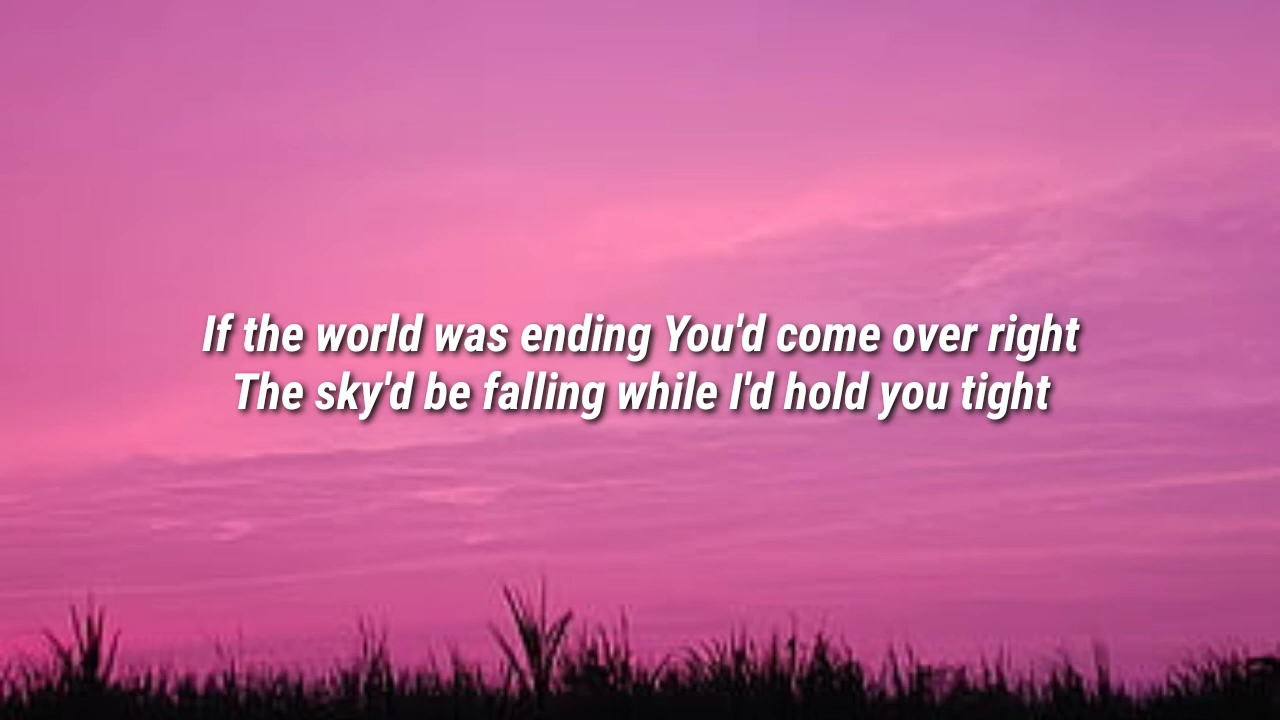 If the world was ending You'd come over right
The sky'd be falling while I'd hold you tight